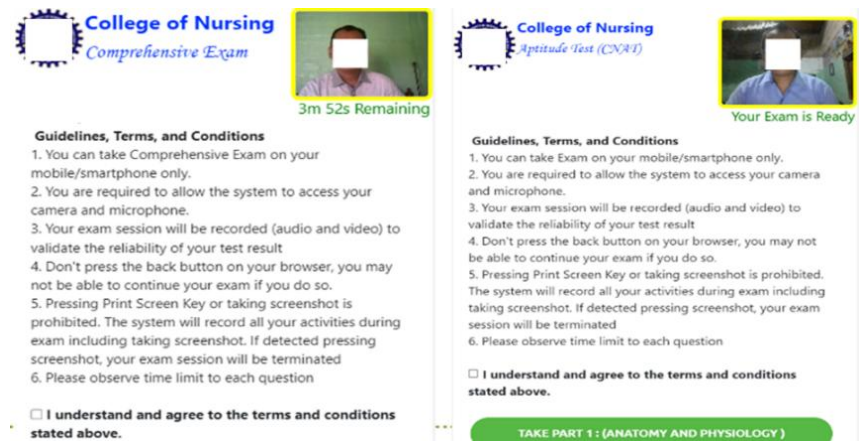 College of Nursing
Comprehensive Exam
3m 52s Remaining
Guidelines, Terms, and Conditions
1. You can take Comprehensive Exam on your
mobile/smartphone only.
2. You are required to allow the system to access your
camera and microphone.
3. Your exam session will be recorded (audio and video) to
validate the reliability of your test result
4. Don't press the back button on your browser, you may
not be able to continue your exam if you do so.
5. Pressing Print Screen Key or taking screenshot is
prohibited. The system will record all your activities during
exam including taking screenshot. If detected pressing
screenshot, your exam session will be terminated
6. Please observe time limit to each question
I understand and agree to the terms and conditions
stated above.
College of Nursing
Aptitude Test (CNAT)
Your Exam is Ready
Guidelines, Terms, and Conditions
1. You can take Exam on your mobile/smartphone only.
2. You are required to allow the system to access your camera
and microphone.
3. Your exam session will be recorded (audio and video) to
validate the reliability of your test result
4. Don't press the back button on your browser, you may not
be able to continue your exam if you do so.
5. Pressing Print Screen Key or taking screenshot is prohibited.
The system will record all your activities during exam including
taking screenshot. If detected pressing screenshot, your exam
session will be terminated
6. Please observe time limit to each question
I understand and agree to the terms and conditions
stated above.
TAKE PART 1 : (ANATOMY AND PHYSIOLOGY )